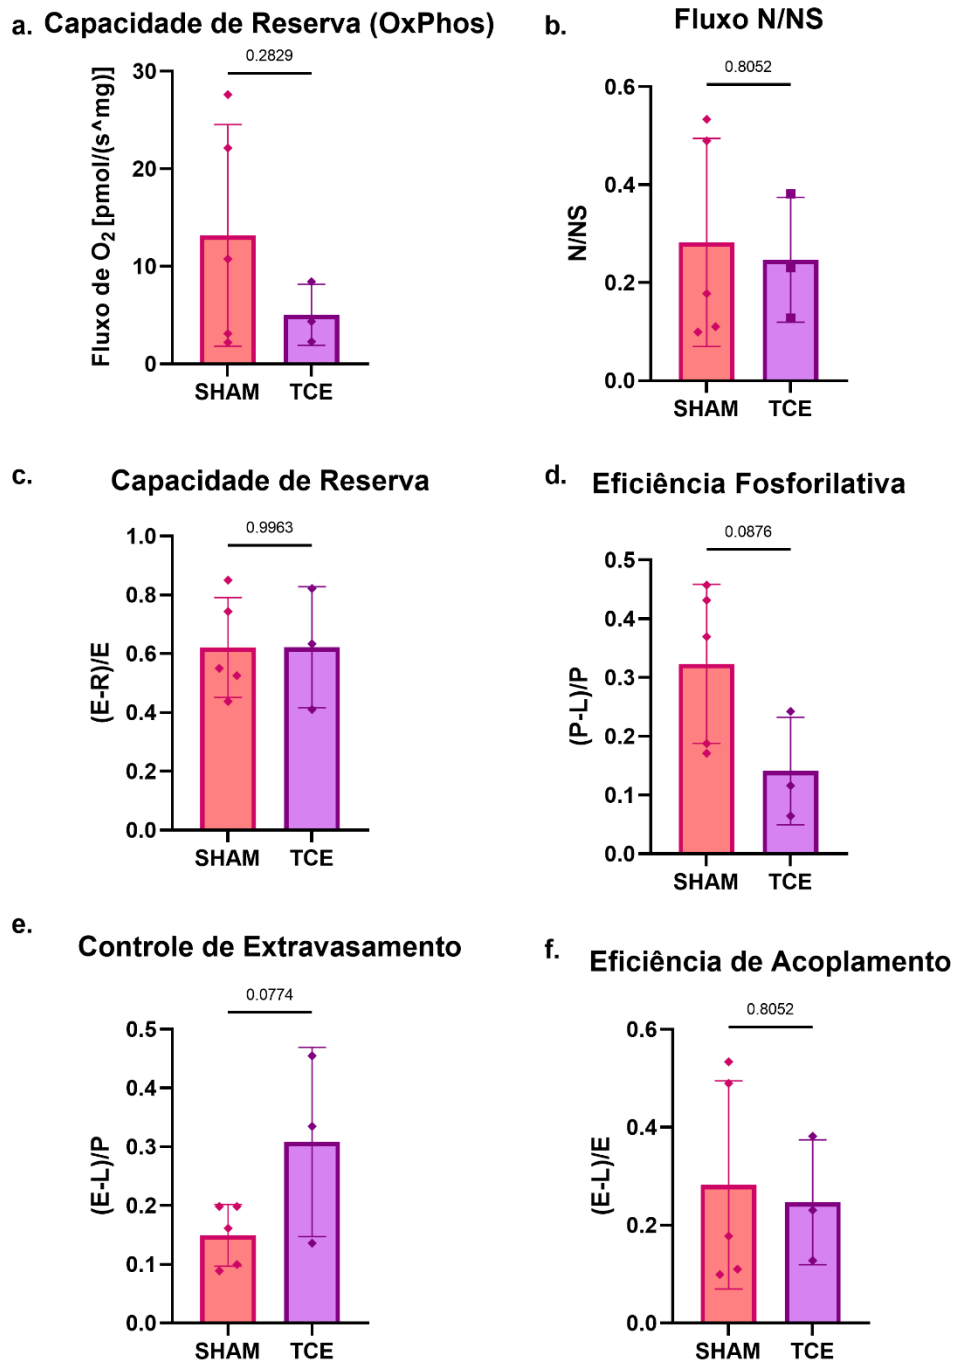 a. Capacidade de Reserva (OxPhos)
0.2829
Fluxo de O₂ [pmol/(s^mg)]
30
20
10
0
SHAM TCE
b. Fluxo N/NS
0.8052
N/NS
0.6
0.4
0.2
0.0
SHAM TCE
c. Capacidade de Reserva
0.9963
(E-R)/E
1.0
0.8
0.6
0.4
0.2
0.0
SHAM TCE
d. Eficiência Fosforilativa
0.0876
(P-L)/P
0.5
0.4
0.3
0.2
0.1
0.0
SHAM TCE
e. Controle de Extravasamento
0.0774
(E-L)/P
0.5
0.4
0.3
0.2
0.1
0.0
SHAM TCE
f. Eficiência de Acoplamento
0.8052
(E-L)/E
0.6
0.4
0.2
0.0
SHAM TCE